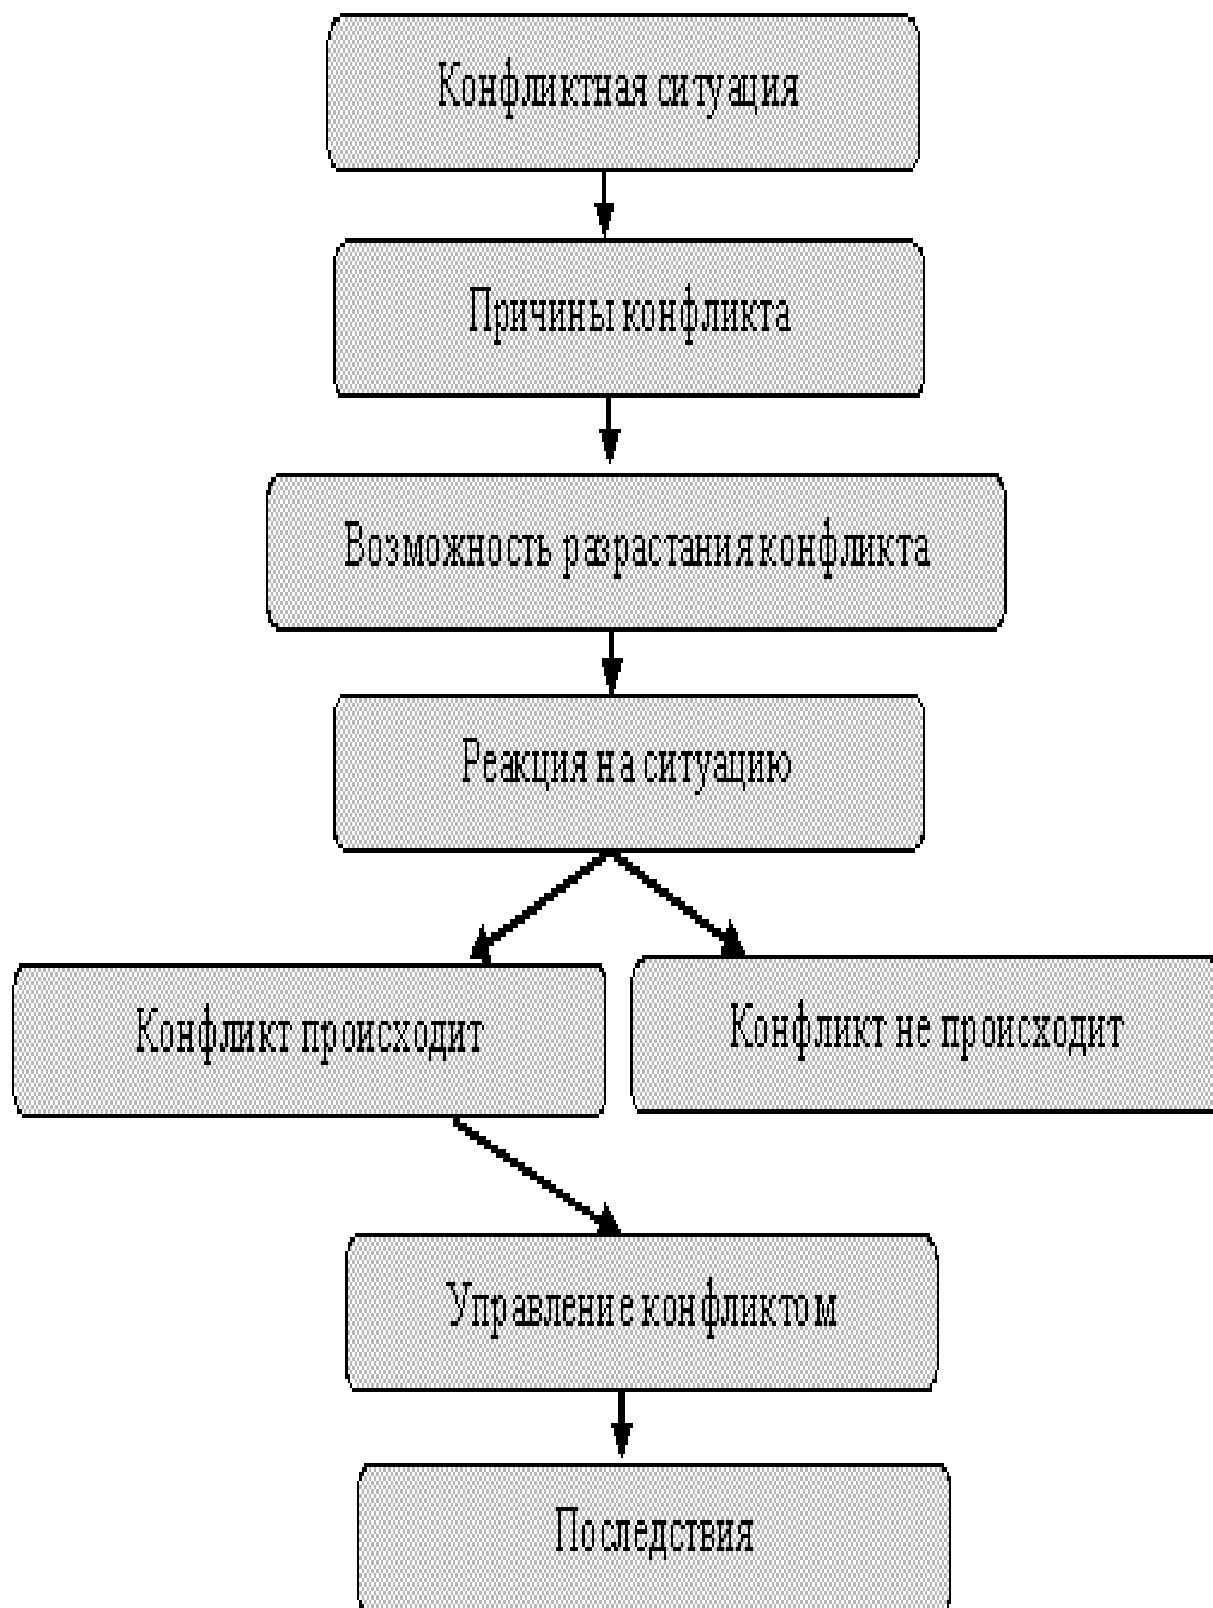 Конфликтная ситуация
Причины конфликта
Возможность разрастания конфликта
Реакция на ситуацию
Конфликт происходит
Конфликт не происходит
Управление конфликтом
Последствия